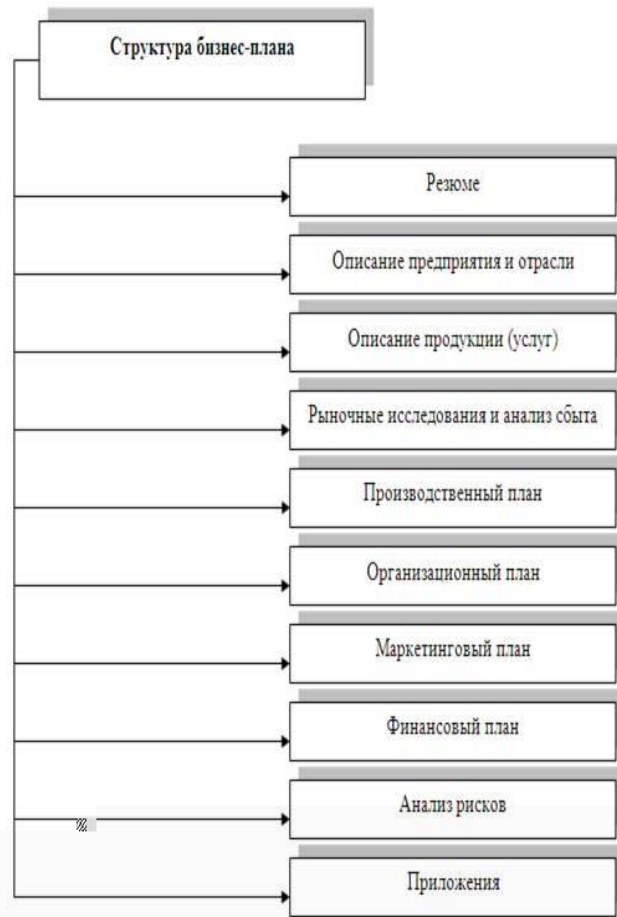 Структура бизнес-плана
Резюме
Описание предприятия и отрасли
Описание продукции (услуг)
Рыночные исследования и анализ сбыта
Производственный план
Организационный план
Маркетинговый план
Финансовый план
Анализ рисков
Приложения